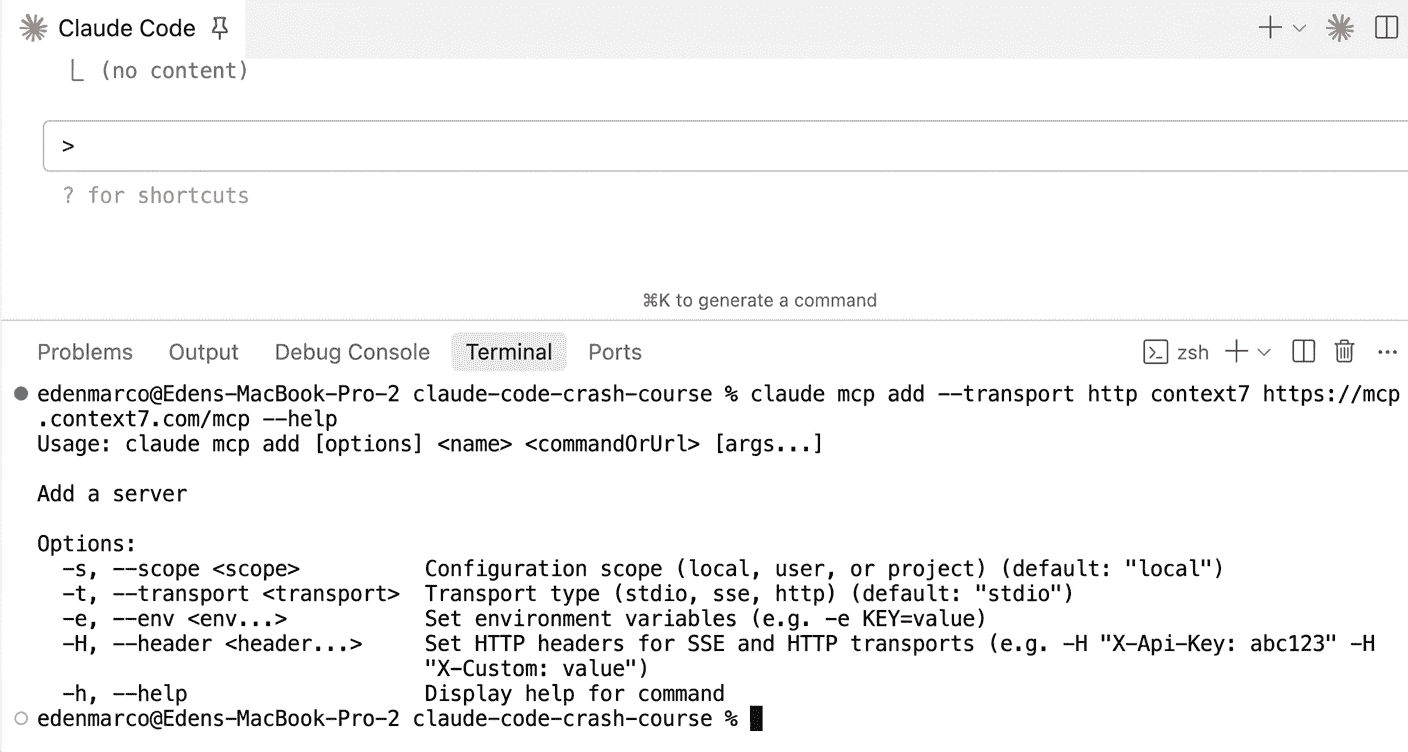 Claude Code
(no content)
>
? for shortcuts
⌘K to generate a command
Problems Output Debug Console Terminal Ports zsh
edenmarco@Edens-MacBook-Pro-2 claude-code-crash-course % claude mcp add --transport http context7 https://mcp
.context7.com/mcp --help
Usage: claude mcp add [options] <name> <commandOrUrl> [args...]
Add a server
Options:
-s, --scope <scope> Configuration scope (local, user, or project) (default: "local")
-t, --transport <transport> Transport type (stdio, sse, http) (default: "stdio")
-e, --env <env...> Set environment variables (e.g. -e KEY=value)
-H, --header <header...> Set HTTP headers for SSE and HTTP transports (e.g. -H "X-Api-Key: abc123" -H
"X-Custom: value")
-h, --help Display help for command
edenmarco@Edens-MacBook-Pro-2 claude-code-crash-course %